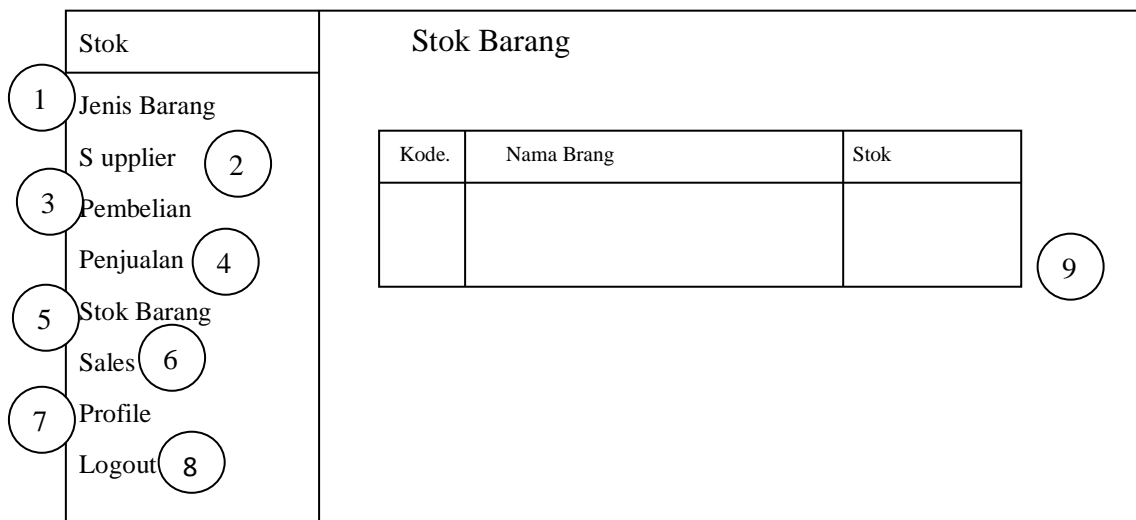 Stok
Stok Barang
1
Jenis Barang
S upplier
2
3
Pembelian
Penjualan
4
5
Stok Barang
Sales
6
7
Profile
Logout
8
Kode.
Nama Brang
Stok
9